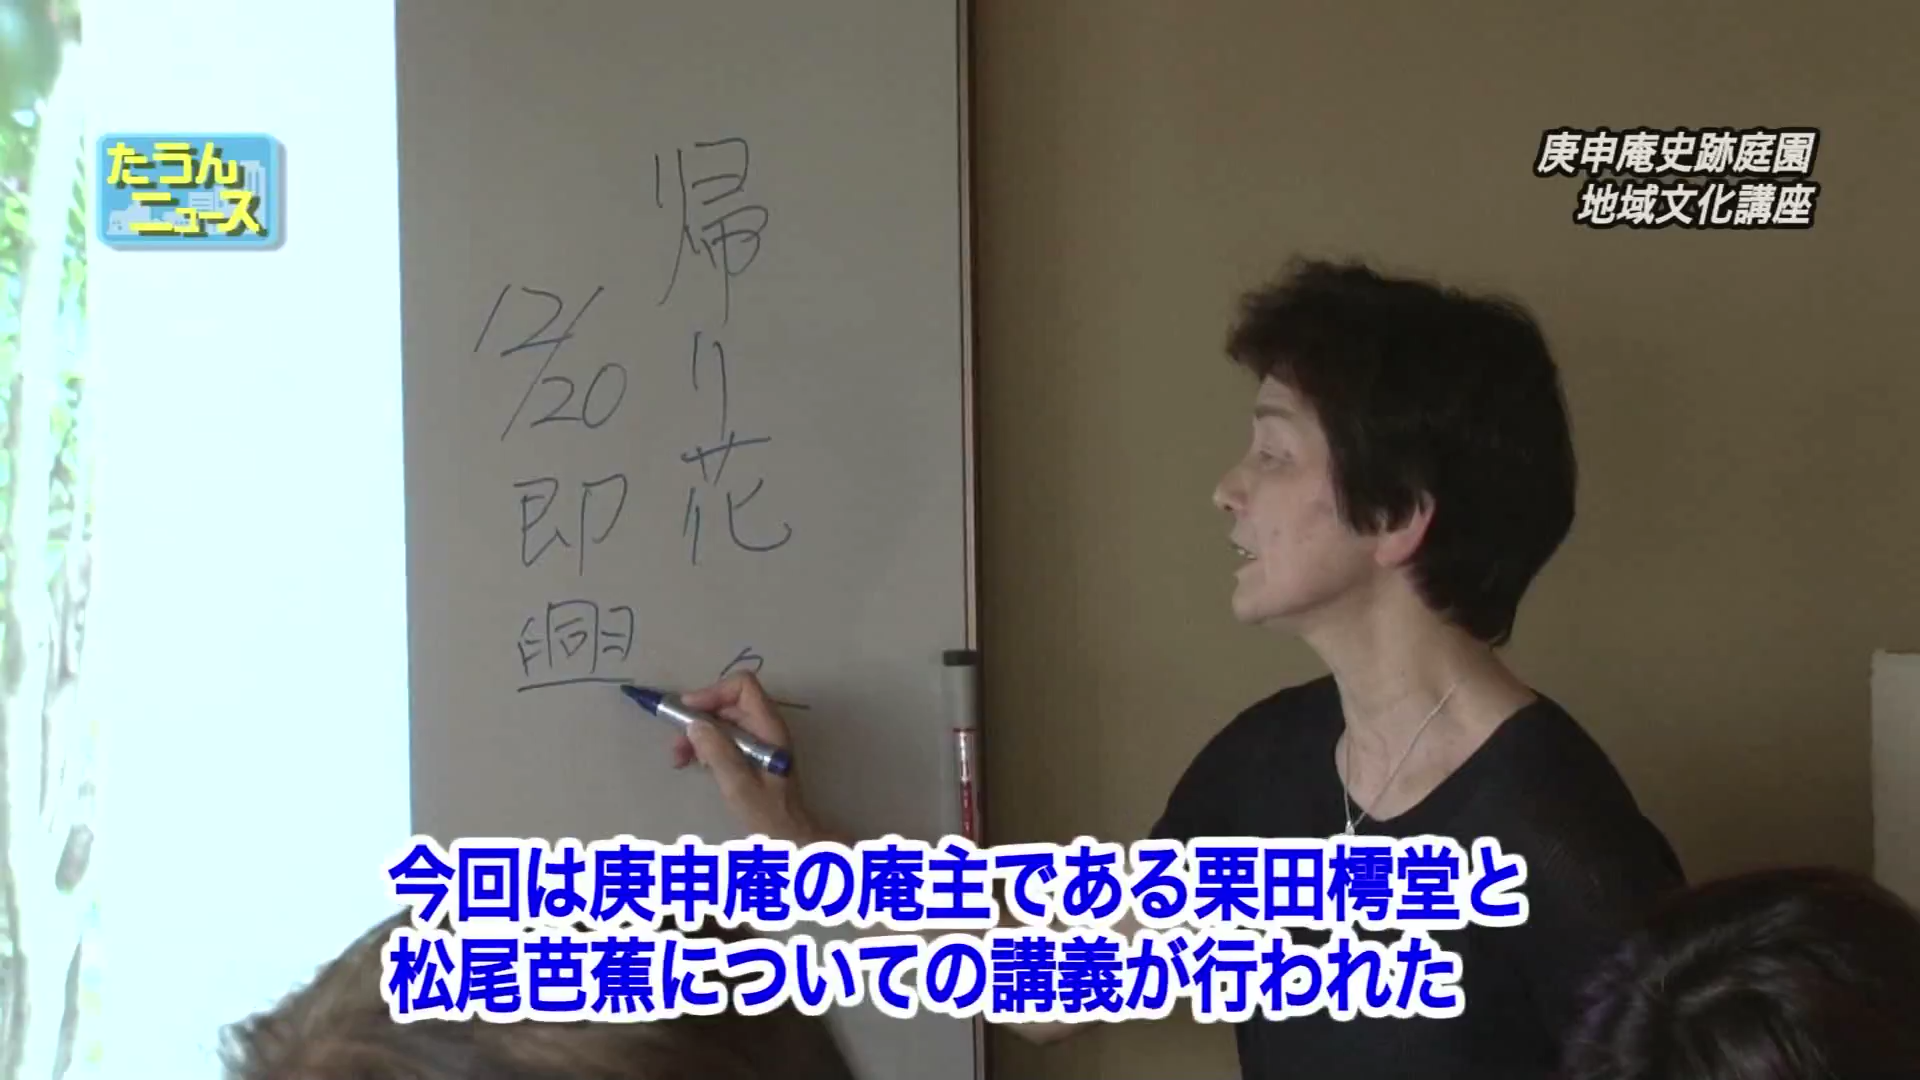 たうん
ニュース
庚申庵史跡庭園
地域文化講座
帰り花
12/20
即興
今回は庚申庵の庵主である栗田樗堂と
松尾芭蕉についての講義が行われた